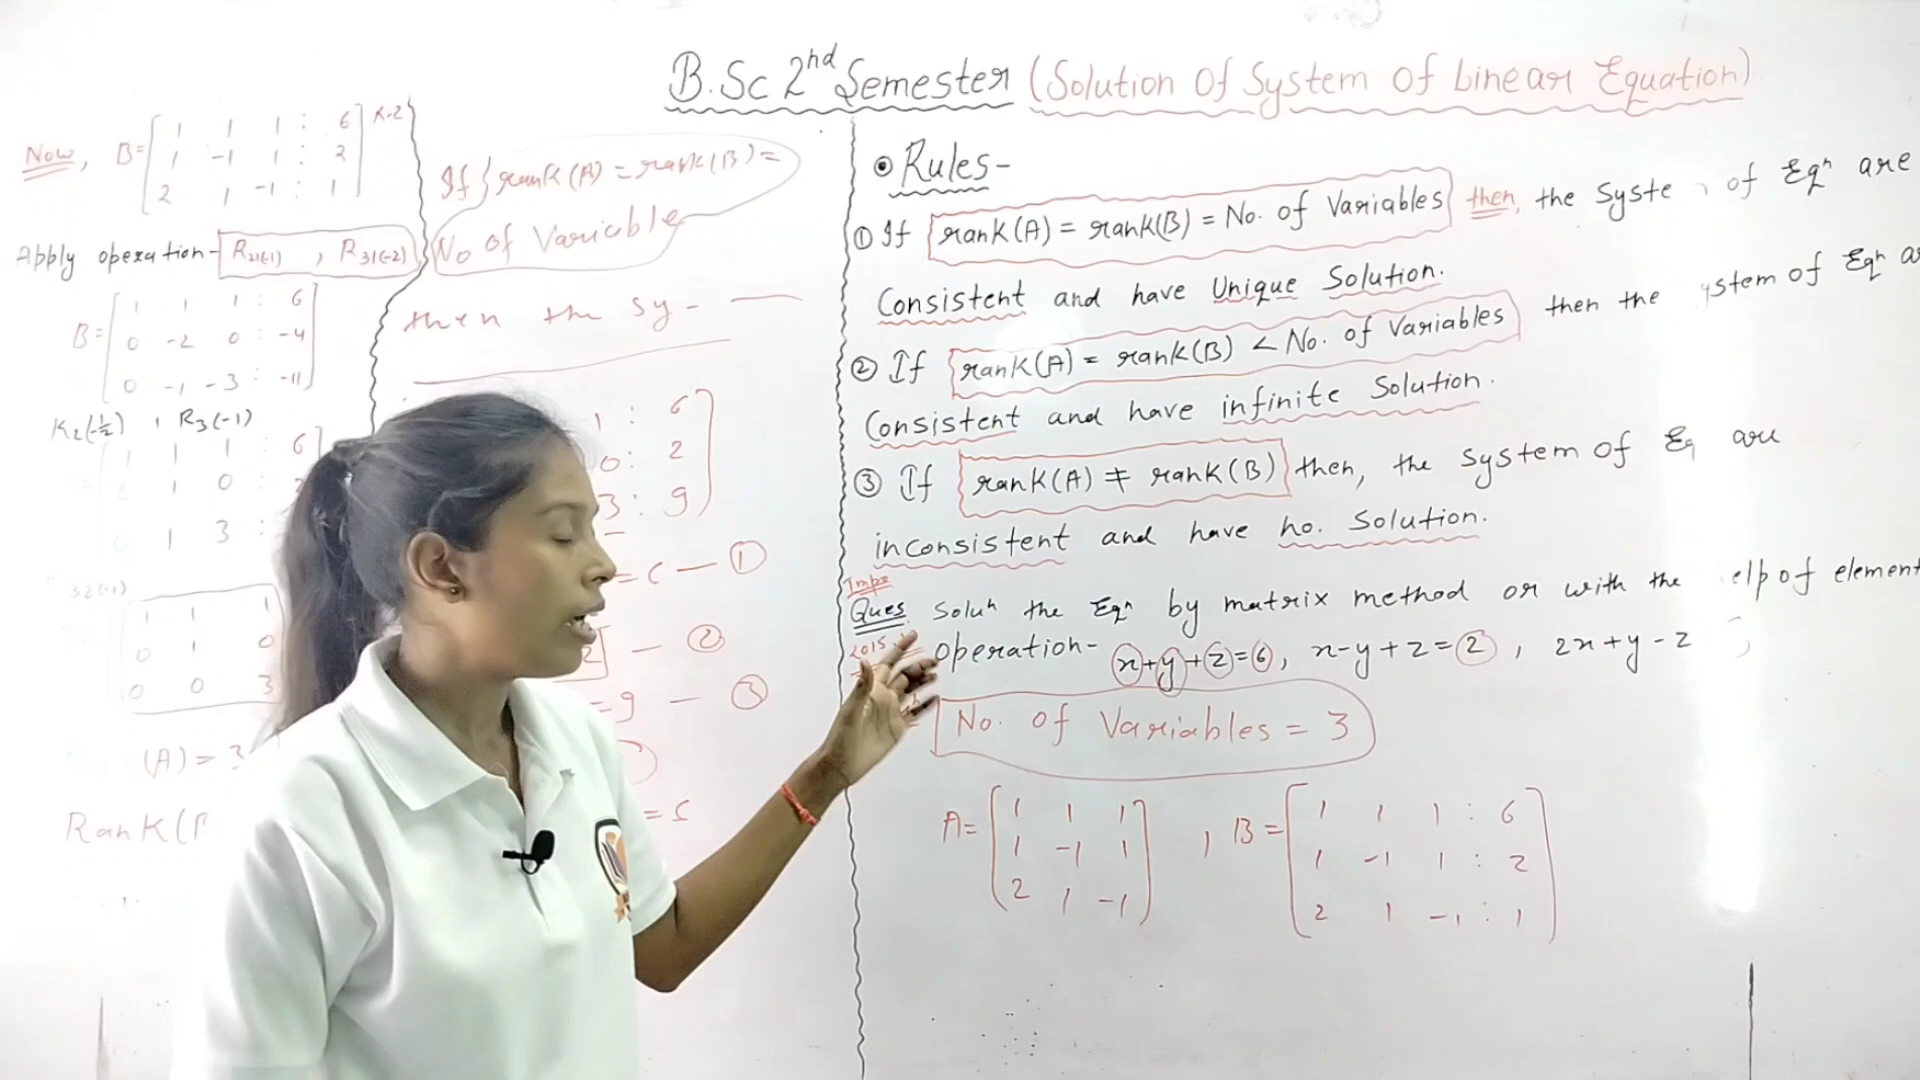 B.Sc 2nd Semester (Solution Of System Of Linear Equation)
Now, B=[1 1 1 : 6
1 -1 1 : 2
2 1 -1 : 1]
Apply operation- R21(-1) , R31(-2)
B=[1 1 1 : 6
0 -2 0 : -4
0 -1 -3 : -11]
R2(-1/2) , R3(-1)
1 1 1 : 6
1 0 :
1 3 :
32(-1)
1 1 1
0 1 0
0 0 3
(A) = 3
Rank(
If rank(A) = rank(B) =
No of Variable
then the sy-
1 : 6
0 : 2
3 : 9
= 6 — ①
2 — ②
= 9 — ③
= 6
• Rules-
① If rank(A) = rank(B) = No. of Variables then, the Syste of Eqn are
Consistent and have Unique Solution.
② If rank(A) = rank(B) < No. of Variables then the ystem of Eqn a
Consistent and have infinite Solution.
③ If rank(A) ≠ rank(B) then, the System of Eq are
inconsistent and have no. Solution.
Impo
Ques. Solun the Eqn by matrix method or with the elp of element
2015
operation- x+y+z=6, x-y+z=2, 2x+y-z
No. of Variables = 3
A=[1 1 1
1 -1 1
2 1 -1] , B=[1 1 1 : 6
1 -1 1 : 2
2 1 -1 : 1]